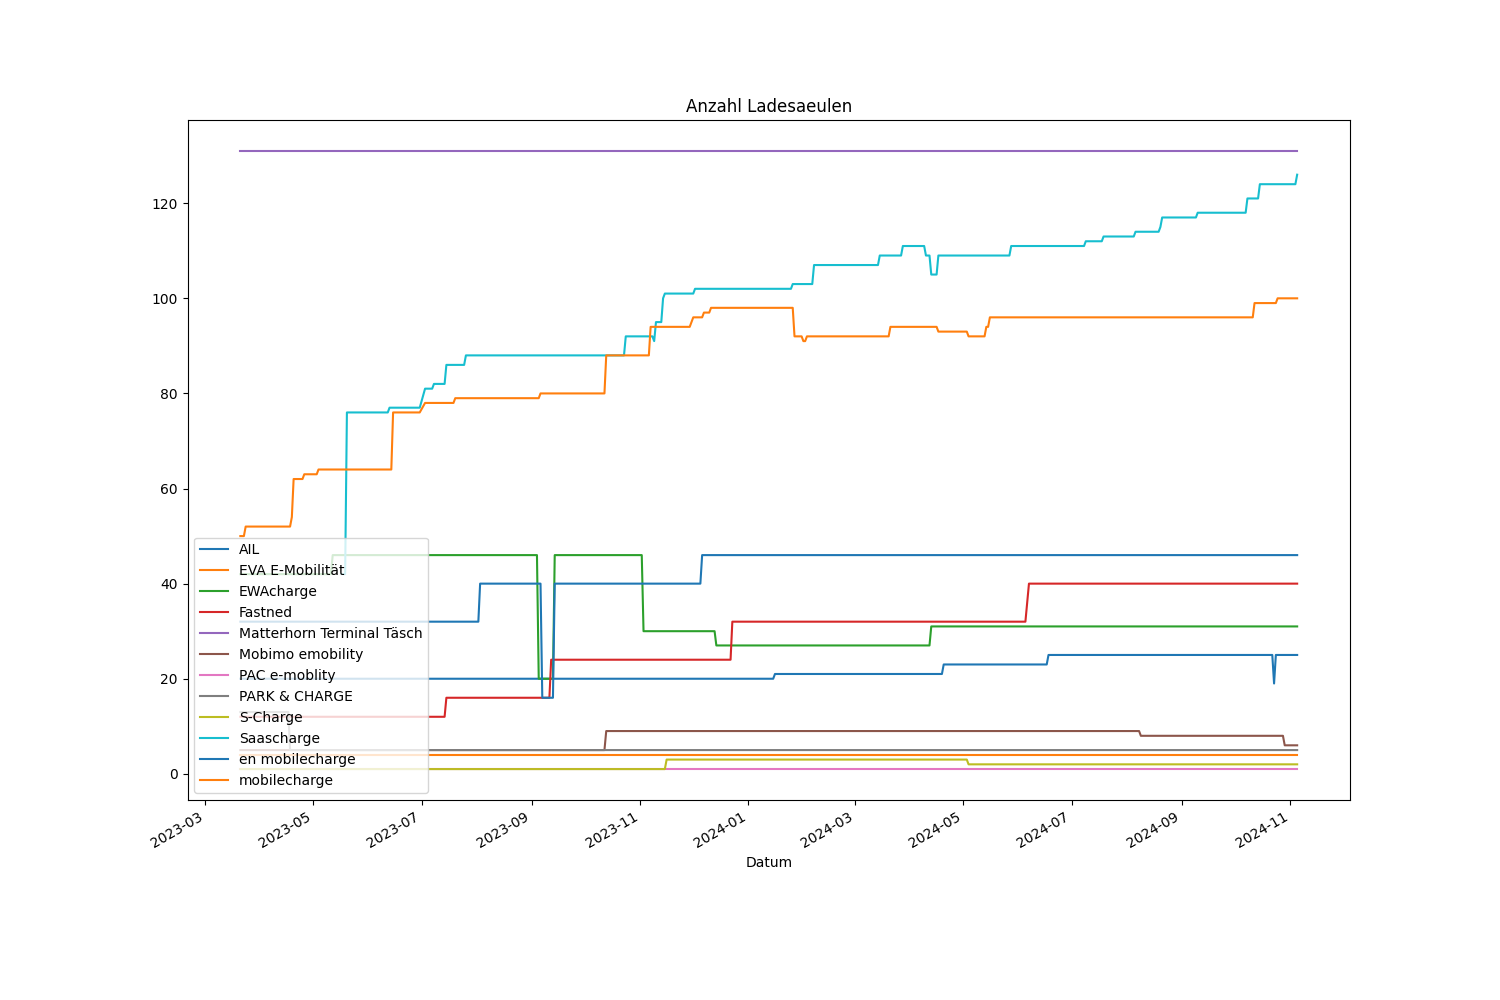 Anzahl Ladesaeulen
120
100
80
60
40
20
0
AIL
EVA E-Mobilität
EWAcharge
Fastned
Matterhorn Terminal Täsch
Mobimo emobility
PAC e-moblity
PARK & CHARGE
S-Charge
Saascharge
en mobilecharge
mobilecharge
2023-03
2023-05
2023-07
2023-09
2023-11
2024-01
2024-03
2024-05
2024-07
2024-09
2024-11
Datum